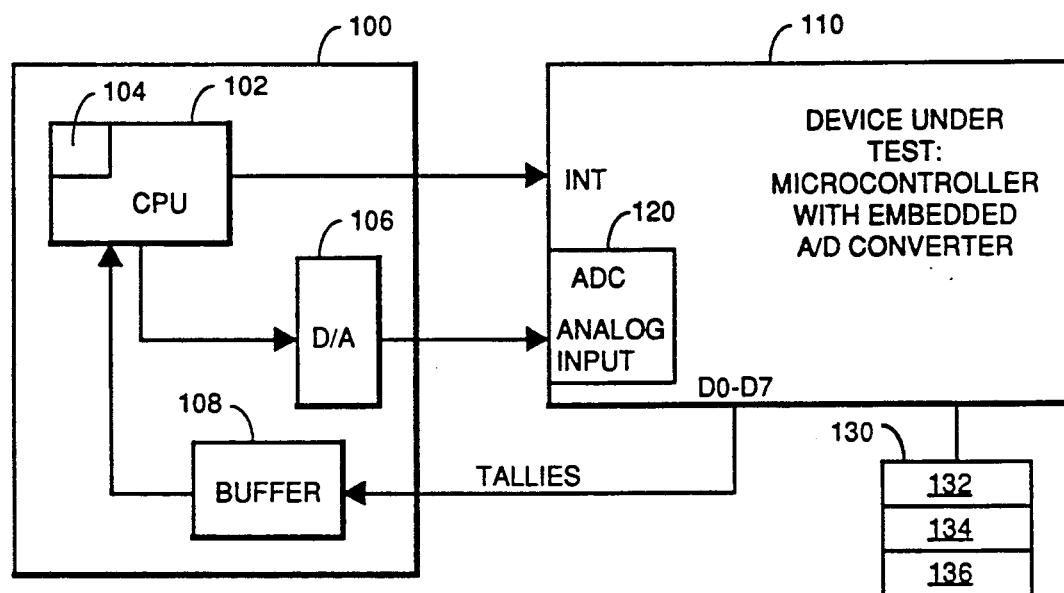 100
110
104
102
CPU
INT
DEVICE UNDER
TEST:
MICROCONTROLLER
WITH EMBEDDED
A/D CONVERTER
106
120
D/A
ADC
ANALOG
INPUT
D0-D7
108
BUFFER
TALLIES
130
132
134
136